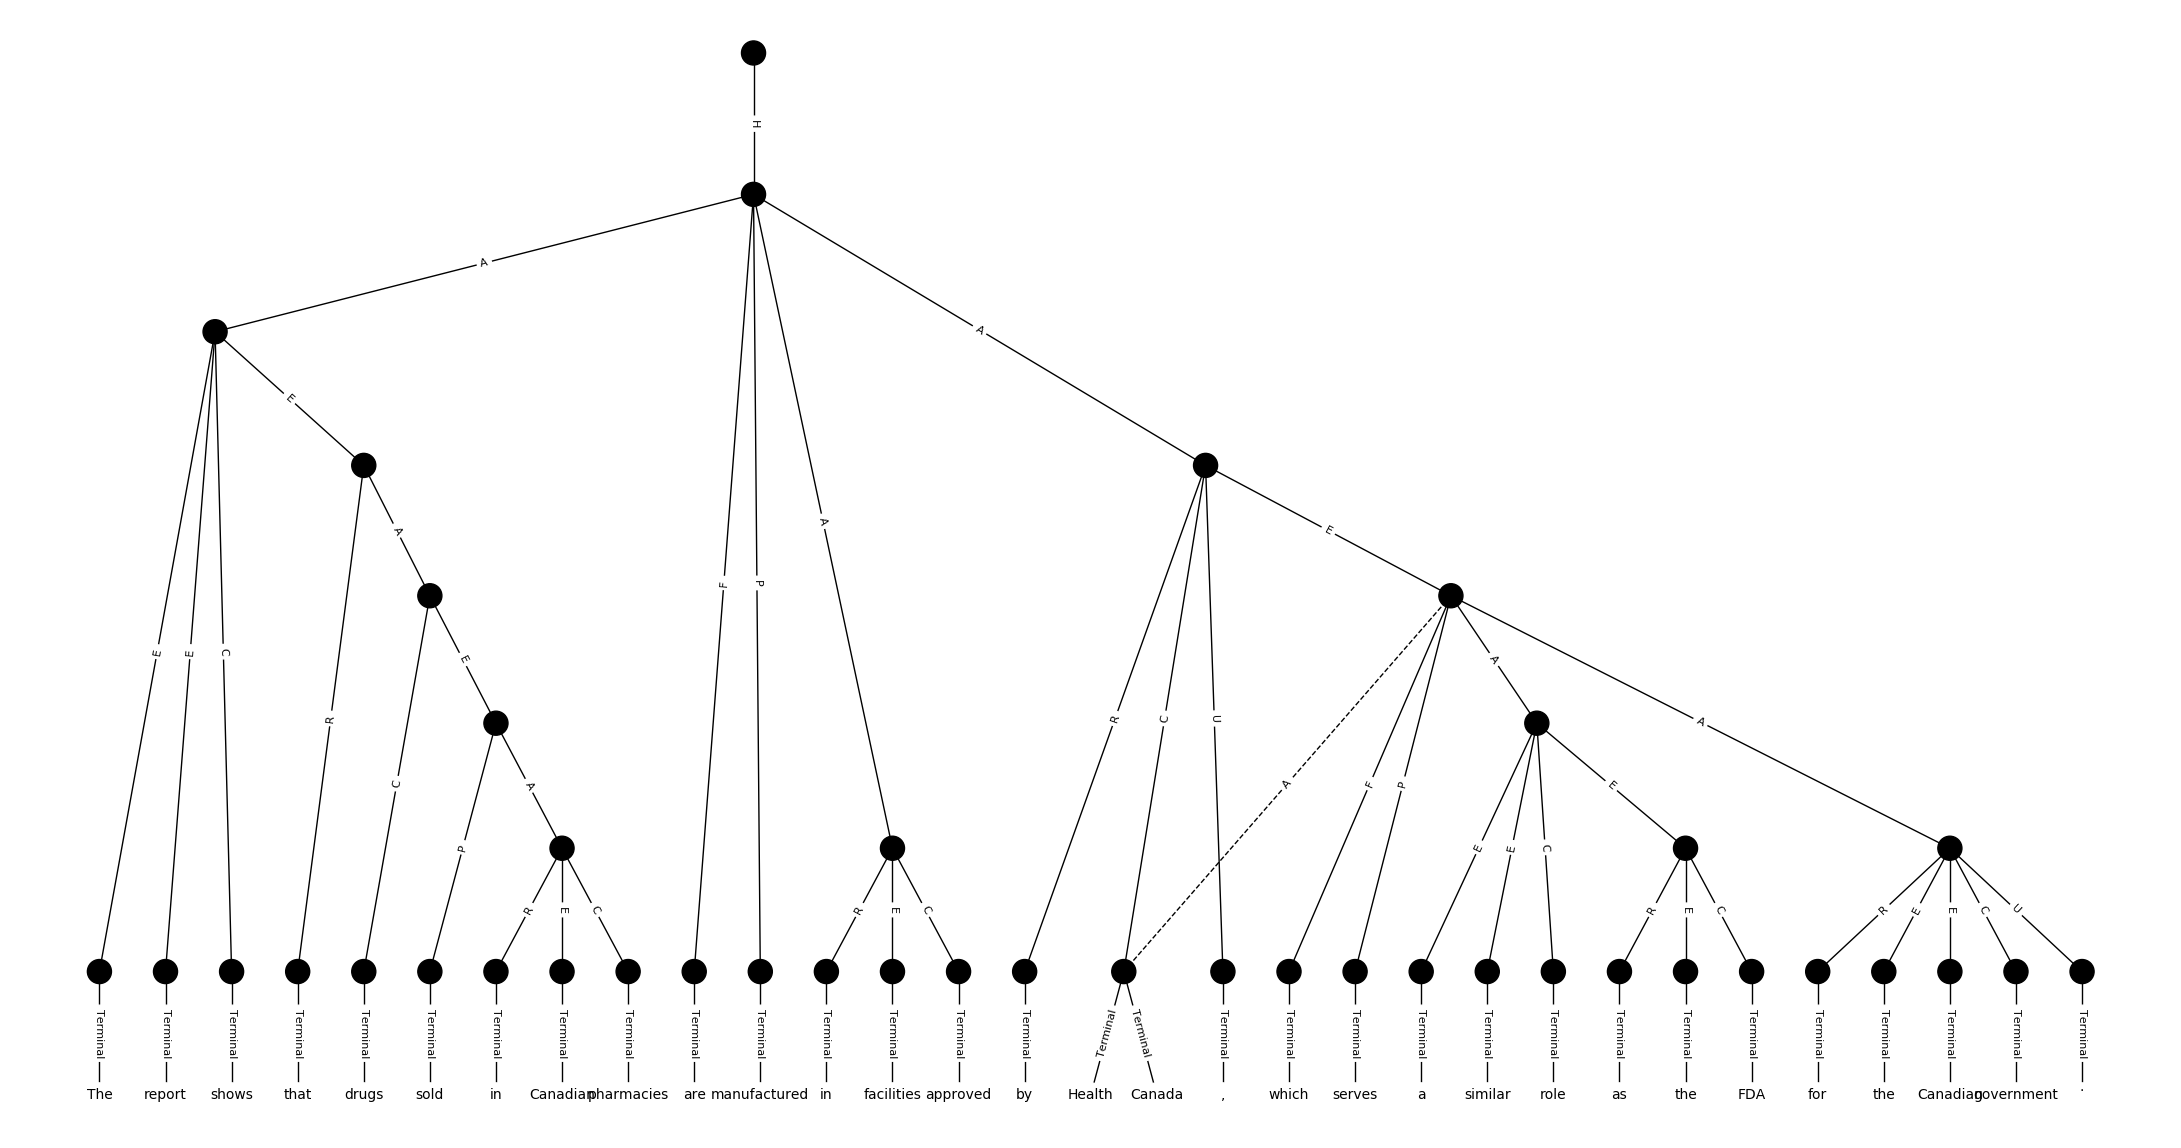 H
A
A
E
A
E
A
E
F
P
E
E
C
R
C
U
A
E
A
R
C
P
A
F
P
E
E
C
E
R
E
C
R
E
C
R
E
C
R
E
E
C
U
Terminal Terminal Terminal Terminal Terminal Terminal Terminal Terminal Terminal Terminal Terminal Terminal Terminal Terminal Terminal Terminal Terminal Terminal Terminal Terminal Terminal Terminal Terminal Terminal Terminal Terminal Terminal Terminal Terminal Terminal Terminal
The report shows that drugs sold in Canadian pharmacies are manufactured in facilities approved by Health Canada , which serves a similar role as the FDA for the Canadian government .